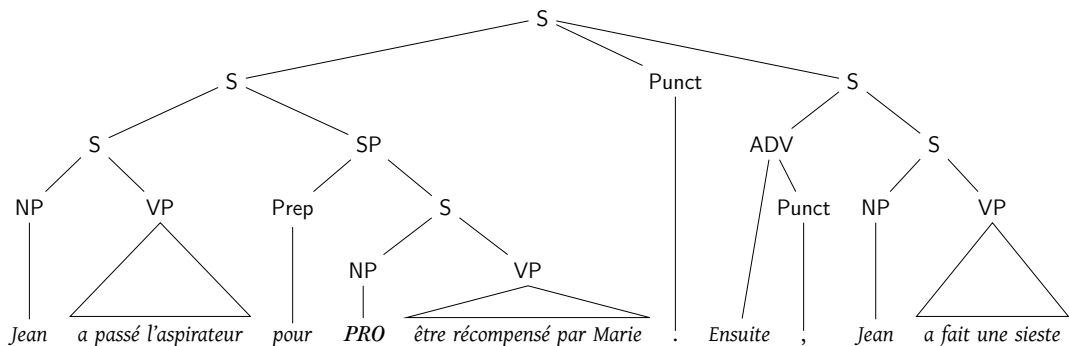 S
S Punct S
S SP ADV S
NP VP Prep S Punct NP VP
NP VP
Jean a passé l'aspirateur pour PRO être récompensé par Marie . Ensuite , Jean a fait une sieste